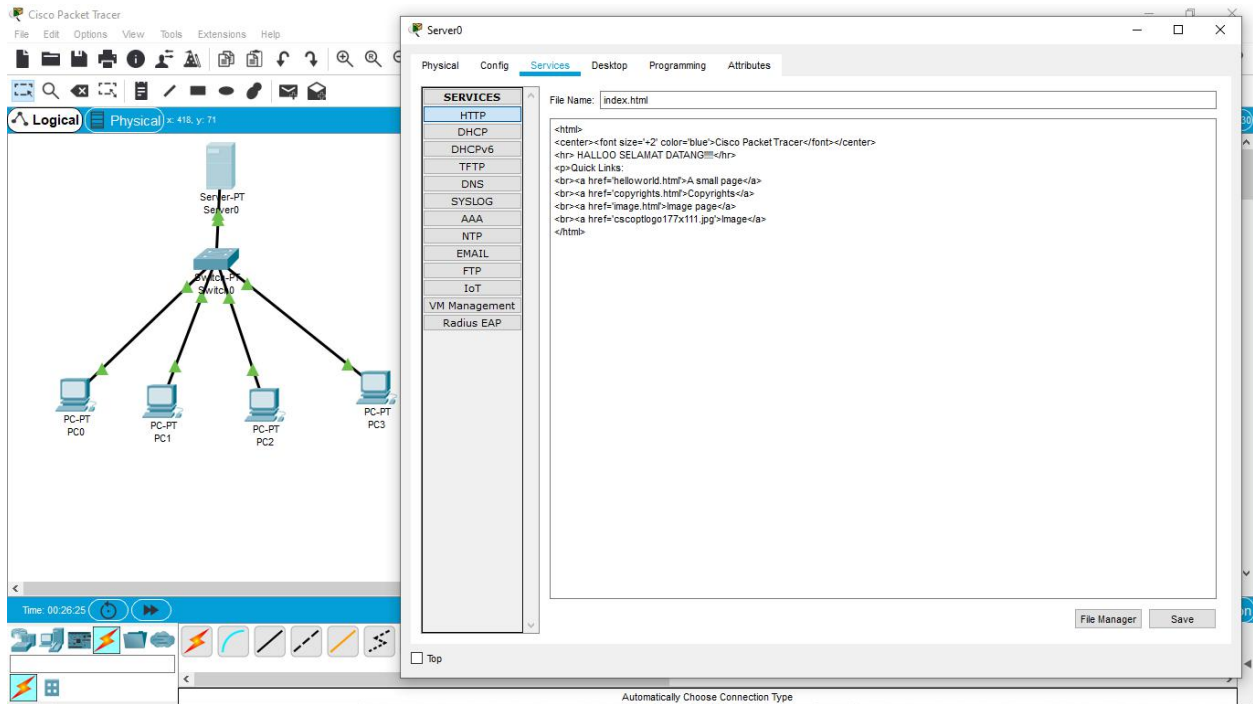 Cisco Packet Tracer
File Edit Options View Tools Extensions Help
Logical Physical x: 418, y: 71
Server-PT
Server0
Switch-PT
Switch0
PC-PT
PC0
PC-PT
PC1
PC-PT
PC2
PC-PT
PC3
Time: 00:26:25
Server0
Physical Config Services Desktop Programming Attributes
SERVICES
HTTP
DHCP
DHCPv6
TFTP
DNS
SYSLOG
AAA
NTP
EMAIL
FTP
IoT
VM Management
Radius EAP
File Name: index.html
<html>
<center><font size='+2' color='blue'>Cisco Packet Tracer</font></center>
<hr> HALLOO SELAMAT DATANG!!!!</hr>
<p>Quick Links:
<br><a href='helloworld.html'>A small page</a>
<br><a href='copyrights.html'>Copyrights</a>
<br><a href='image.html'>Image page</a>
<br><a href='cscoptlogo177x111.jpg'>Image</a>
</html>
File Manager Save
Top
Automatically Choose Connection Type